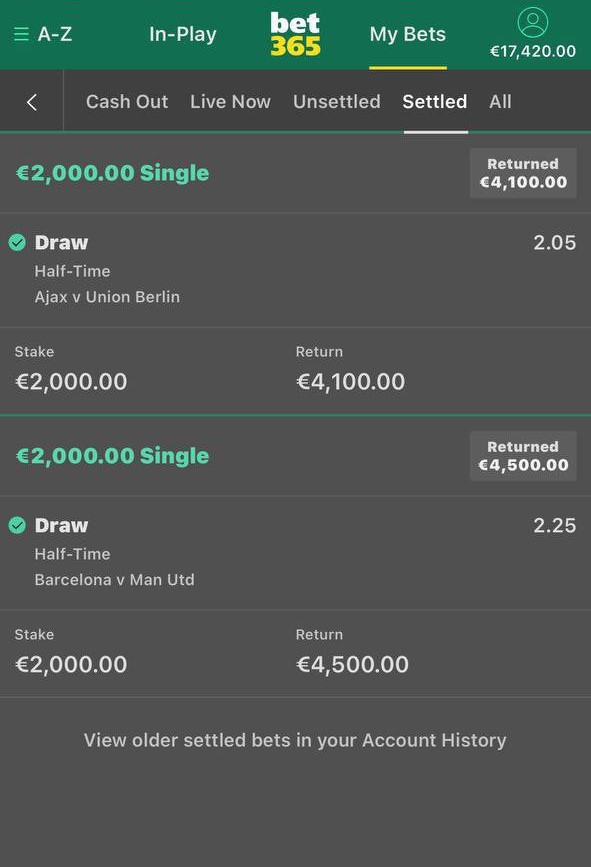 A-Z
In-Play
bet
365
My Bets
€17,420.00
Cash Out
Live Now
Unsettled
Settled
All
€2,000.00 Single
Returned
€4,100.00
Draw
2.05
Half-Time
Ajax v Union Berlin
Stake
Return
€2,000.00
€4,100.00
€2,000.00 Single
Returned
€4,500.00
Draw
2.25
Half-Time
Barcelona v Man Utd
Stake
Return
€2,000.00
€4,500.00
View older settled bets in your Account History